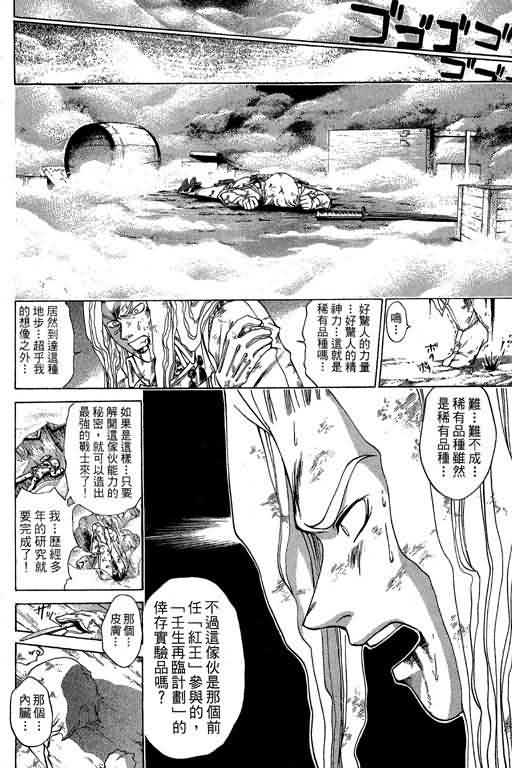 ゴゴゴゴ
ゴゴゴ
嗚…
好驚人的力量
…好驚人的精
神力…這就是
稀有品種嗎…
居然到達這種
地步…超乎我
的想像之外…
難…難不成…
稀有品種雖然
是稀有品種…
不過這傢伙是那個前
任「紅王」參與的，
「壬生再臨計劃」的
倖存實驗品嗎？
如果是這樣…只要
解開這傢伙能力的
秘密，就可以造出
最強的戰士來了！
我…歷經多
年的研究就
要完成了！
那個…
皮膚…
那個…
內臟…